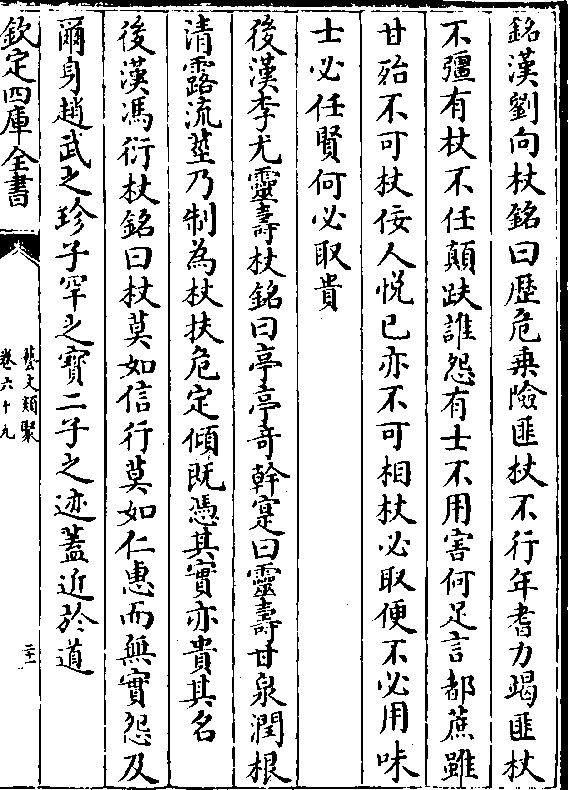 銘漢劉向杖銘曰歷危乘險匪杖不行年耆力竭匪杖
不彊有杖不任顛趺誰怨有士不用害何足言都蔗雖
甘殆不可杖佞人悦己亦不可相杖必取便不必用味
士必任賢何必取貴
後漢李尤靈壽杖銘曰亭亭奇幹寔曰靈壽甘泉潤根
清露流莖乃制為杖扶危定傾既憑其實亦貴其名
後漢馮衍杖銘曰杖莫如信行莫如仁惠而無實怨及
爾身趙武之珍子罕之寳二子之迹蓋近於道
欽定四庫全書
藝文類聚
卷六十九